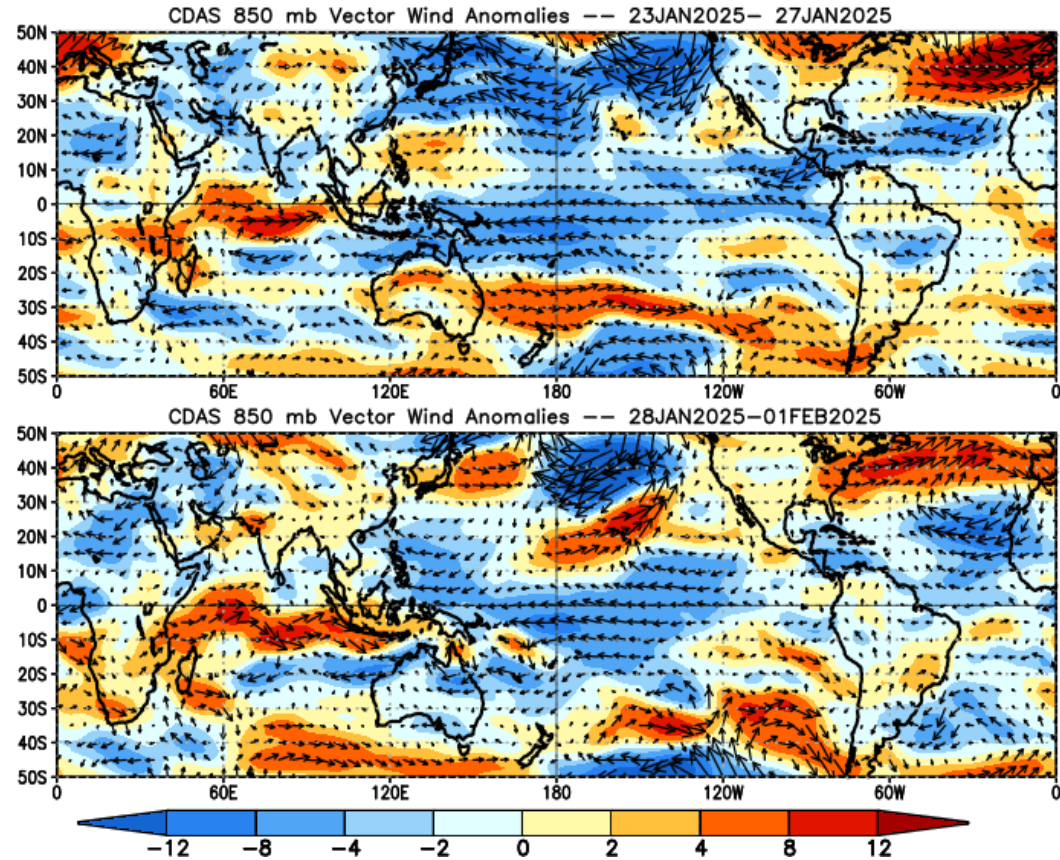 CDAS 850 mb Vector Wind Anomalies -- 23JAN2025- 27JAN2025
50N
40N
30N
20N
10N
0
10S
20S
30S
40S
50S
0 60E 120E 180 120W 60W 0
CDAS 850 mb Vector Wind Anomalies -- 28JAN2025-01FEB2025
50N
40N
30N
20N
10N
0
10S
20S
30S
40S
50S
0 60E 120E 180 120W 60W 0
-12 -8 -4 -2 0 2 4 8 12